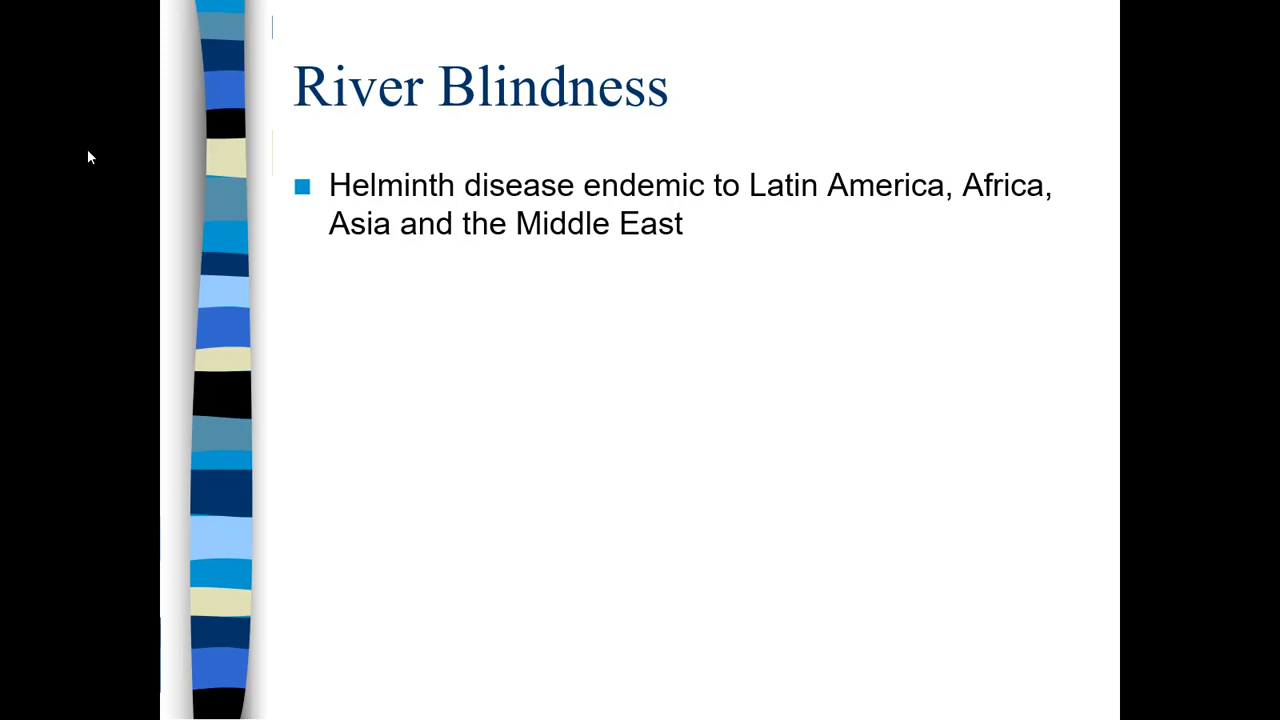 River Blindness
Helminth disease endemic to Latin America, Africa,
Asia and the Middle East